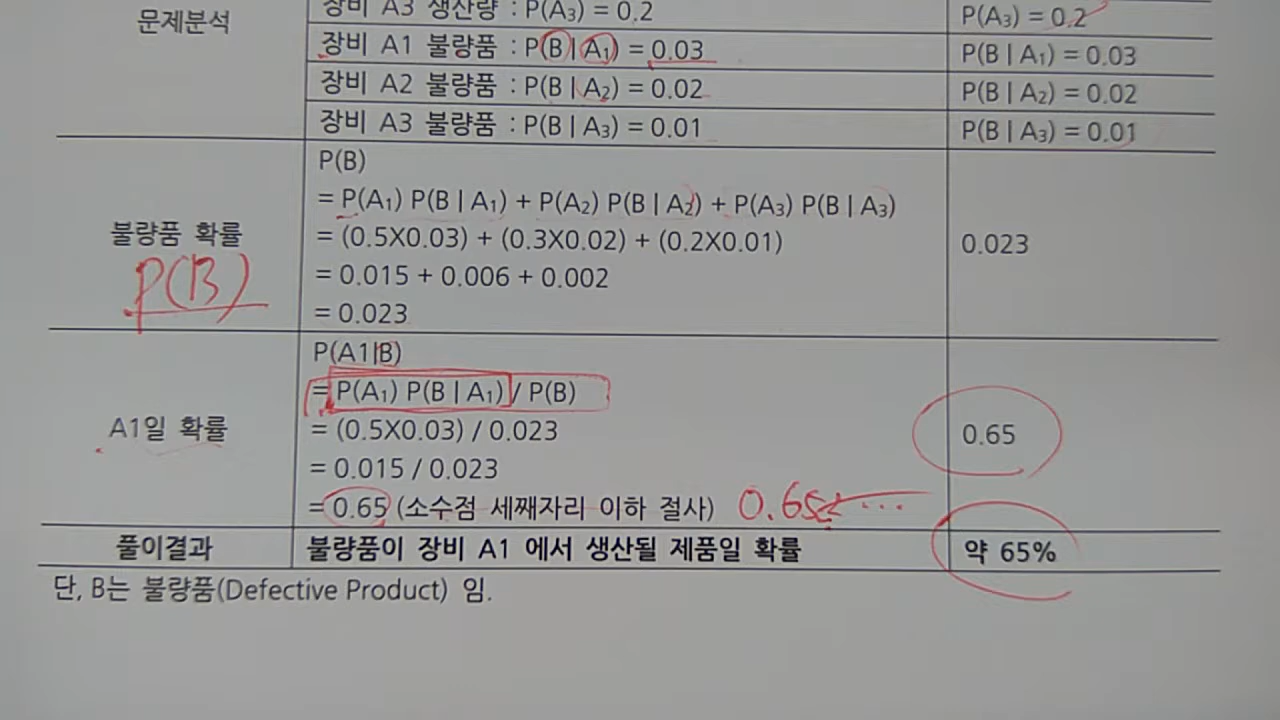 장비 A3 생산량 : P(A₃) = 0.2
P(A₃) = 0.2
문제분석
장비 A1 불량품 : P(B | A₁) = 0.03
P(B | A₁) = 0.03
장비 A2 불량품 : P(B | A₂) = 0.02
P(B | A₂) = 0.02
장비 A3 불량품 : P(B | A₃) = 0.01
P(B | A₃) = 0.01
불량품 확률
P(B)
P(B)
= P(A₁) P(B | A₁) + P(A₂) P(B | A₂) + P(A₃) P(B | A₃)
= (0.5X0.03) + (0.3X0.02) + (0.2X0.01)
= 0.015 + 0.006 + 0.002
= 0.023
0.023
A1일 확률
P(A1|B)
= P(A₁) P(B | A₁) / P(B)
= (0.5X0.03) / 0.023
= 0.015 / 0.023
= 0.65 (소수점 세째자리 이하 절사)
0.65
풀이결과
불량품이 장비 A1 에서 생산될 제품일 확률
약 65%
단, B는 불량품(Defective Product) 임.